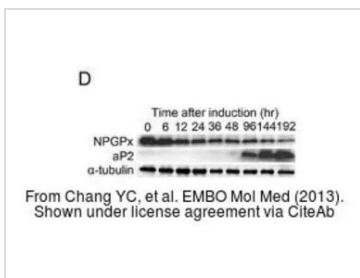 D
Time after induction (hr)
0 6 12 24 36 48 96144192
NPGPx
aP2
α-tubulin
From Chang YC, et al. EMBO Mol Med (2013).
Shown under license agreement via CiteAb